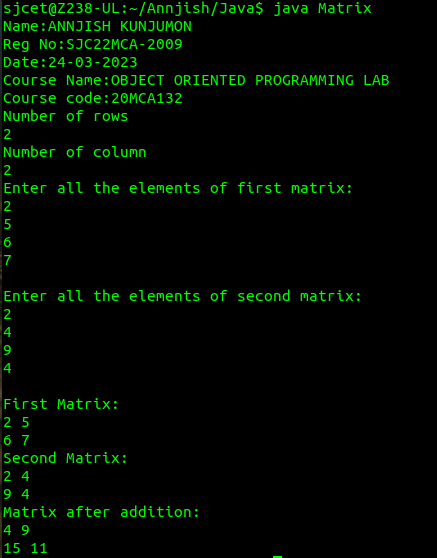 sjcet@Z238-UL:~/Annjish/Java$ java Matrix
Name:ANNJISH KUNJUMON
Reg No:SJC22MCA-2009
Date:24-03-2023
Course Name:OBJECT ORIENTED PROGRAMMING LAB
Course code:20MCA132
Number of rows
2
Number of column
2
Enter all the elements of first matrix:
2
5
6
7
Enter all the elements of second matrix:
2
4
9
4
First Matrix:
2 5
6 7
Second Matrix:
2 4
9 4
Matrix after addition:
4 9
15 11